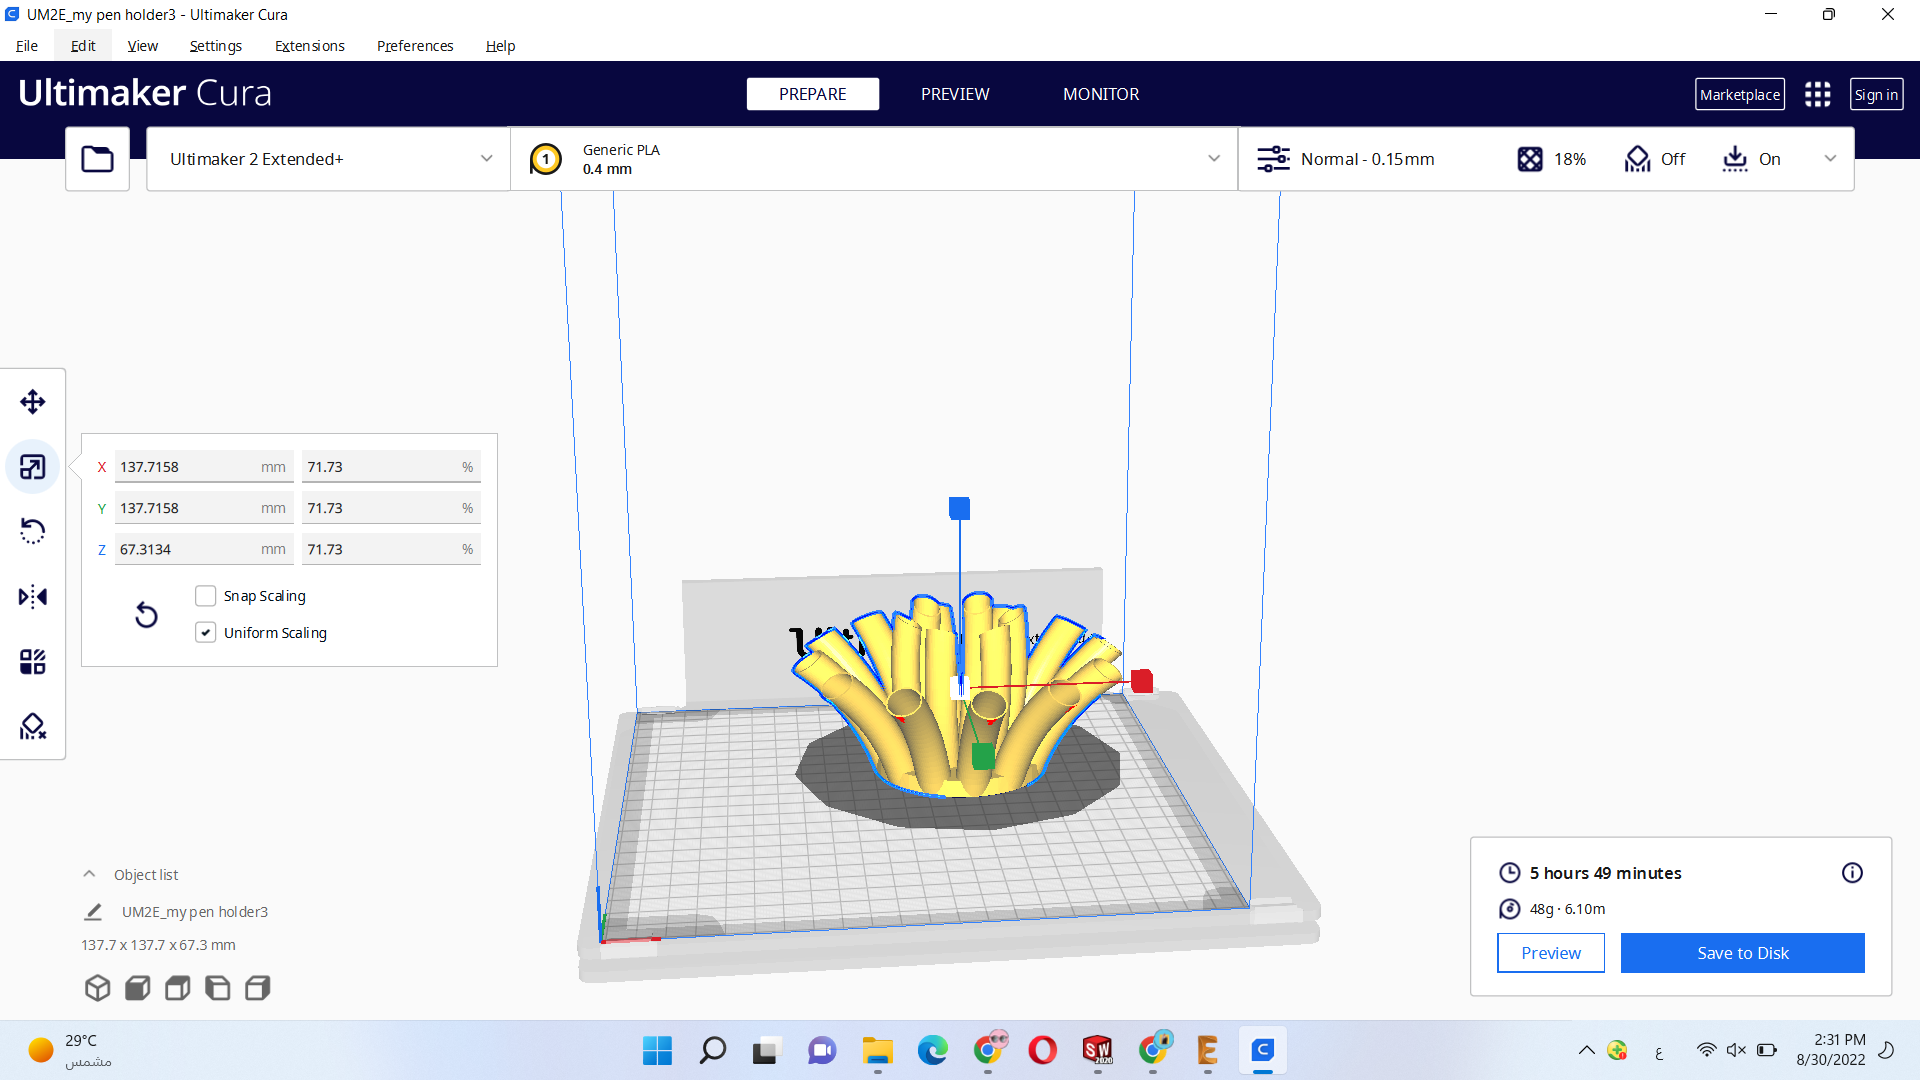 UM2E_my pen holder3 - Ultimaker Cura
File Edit View Settings Extensions Preferences Help
Ultimaker Cura
PREPARE PREVIEW MONITOR
Marketplace Sign in
Ultimaker 2 Extended+
1 Generic PLA
0.4 mm
Normal - 0.15mm 18% Off On
X 137.7158 mm 71.73 %
Y 137.7158 mm 71.73 %
Z 67.3134 mm 71.73 %
Snap Scaling
Uniform Scaling
Object list
UM2E_my pen holder3
137.7 x 137.7 x 67.3 mm
5 hours 49 minutes
48g · 6.10m
Preview Save to Disk
29°C
مشمس
SW
2020
ع
2:31 PM
8/30/2022